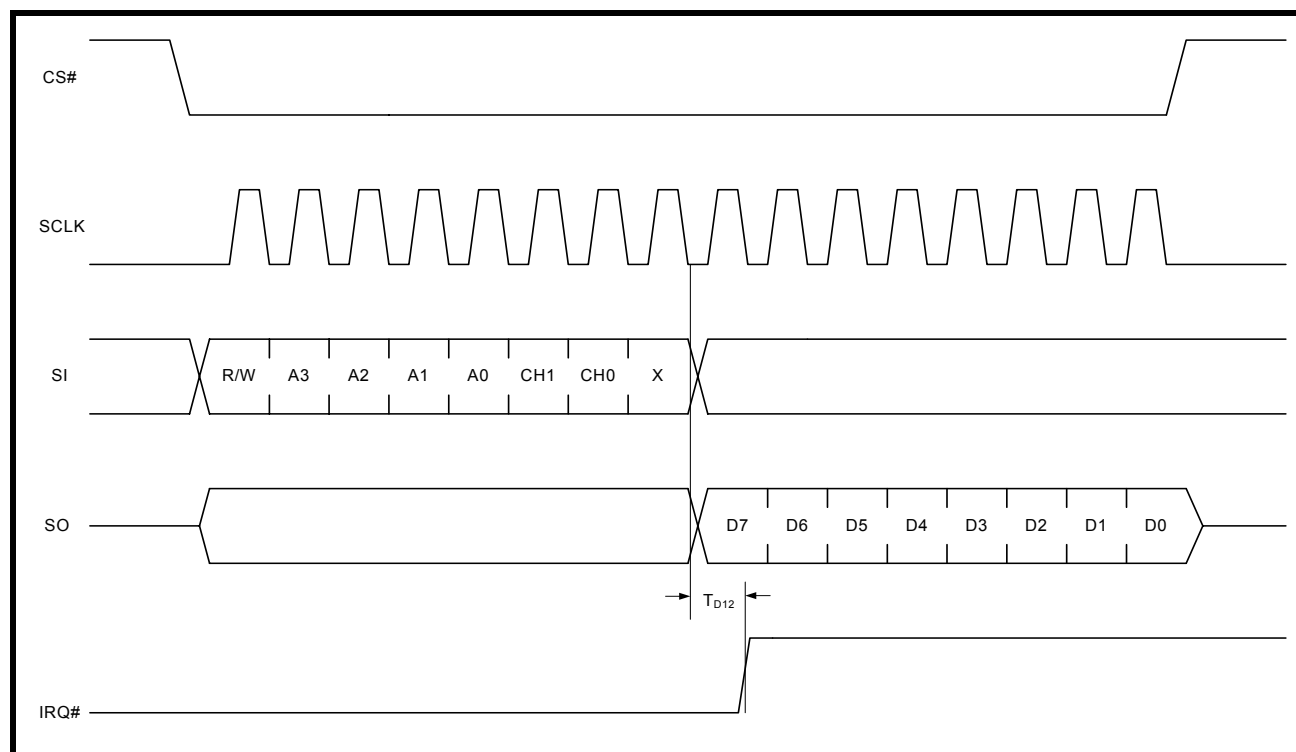 CS#
SCLK
SI
R/W A3 A2 A1 A0 CH1 CH0 X
SO
D7 D6 D5 D4 D3 D2 D1 D0
TD12
IRQ#